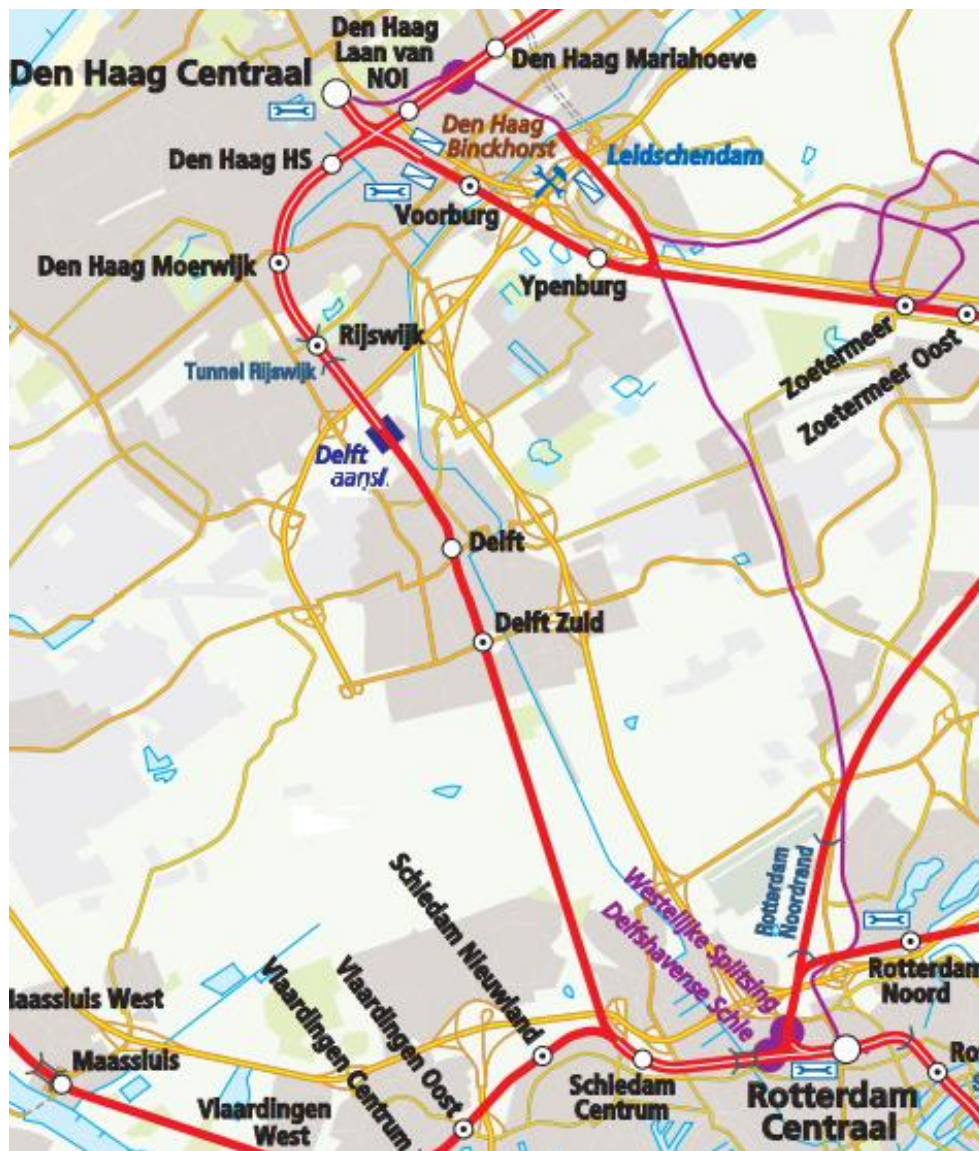 Den Haag
Laan van
NOI
Den Haag Mariahoeve
Den Haag Centraal
Den Haag
Binckhorst
Leidschendam
Den Haag HS
Voorburg
Den Haag Moerwijk
Ypenburg
Rijswijk
Zoetermeer
Zoetermeer Oost
Tunnel Rijswijk
Delft
aansl.
Delft
Delft Zuid
Schiedam Nieuwland
Westelijke Splitsing
Delfshavense Schie
Rotterdam
Noordrand
Vlaardingen Oost
Vlaardingen Centrum
Rotterdam
Noord
Maassluis West
Maassluis
Vlaardingen
West
Schiedam
Centrum
Rotterdam
Centraal
Ro